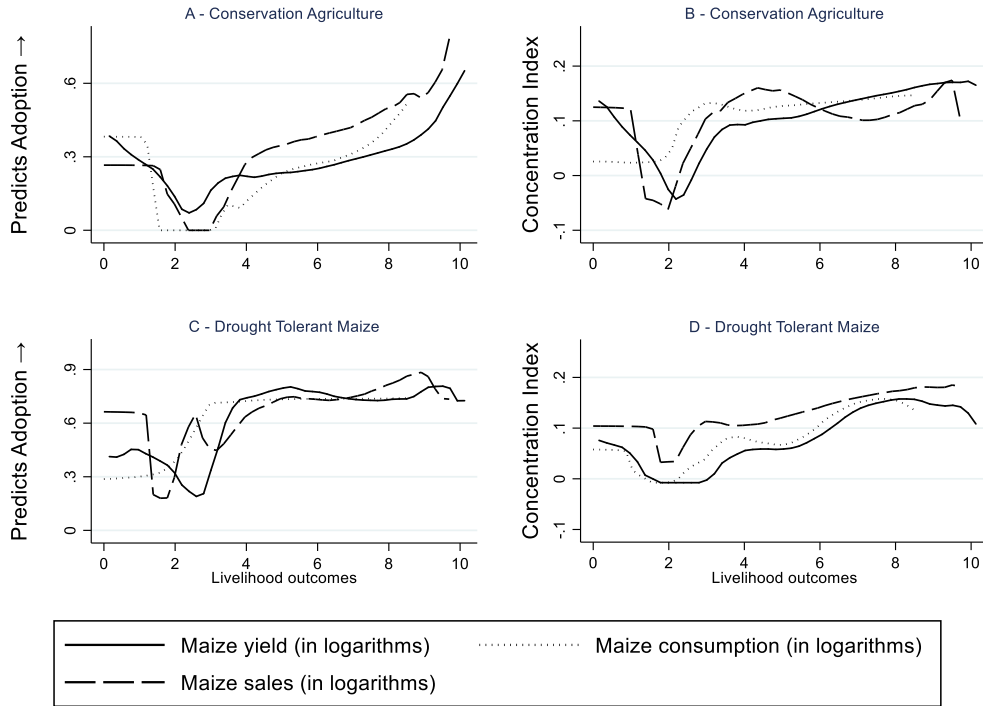 A - Conservation Agriculture
Predicts Adoption →
.6
.3
0
0 2 4 6 8 10
B - Conservation Agriculture
Concentration Index
.2
.1
0
-.1
0 2 4 6 8 10
C - Drought Tolerant Maize
Predicts Adoption →
.9
.6
.3
0
0 2 4 6 8 10
Livelihood outcomes
D - Drought Tolerant Maize
Concentration Index
.2
.1
0
-.1
0 2 4 6 8 10
Livelihood outcomes
Maize yield (in logarithms) Maize consumption (in logarithms)
Maize sales (in logarithms)